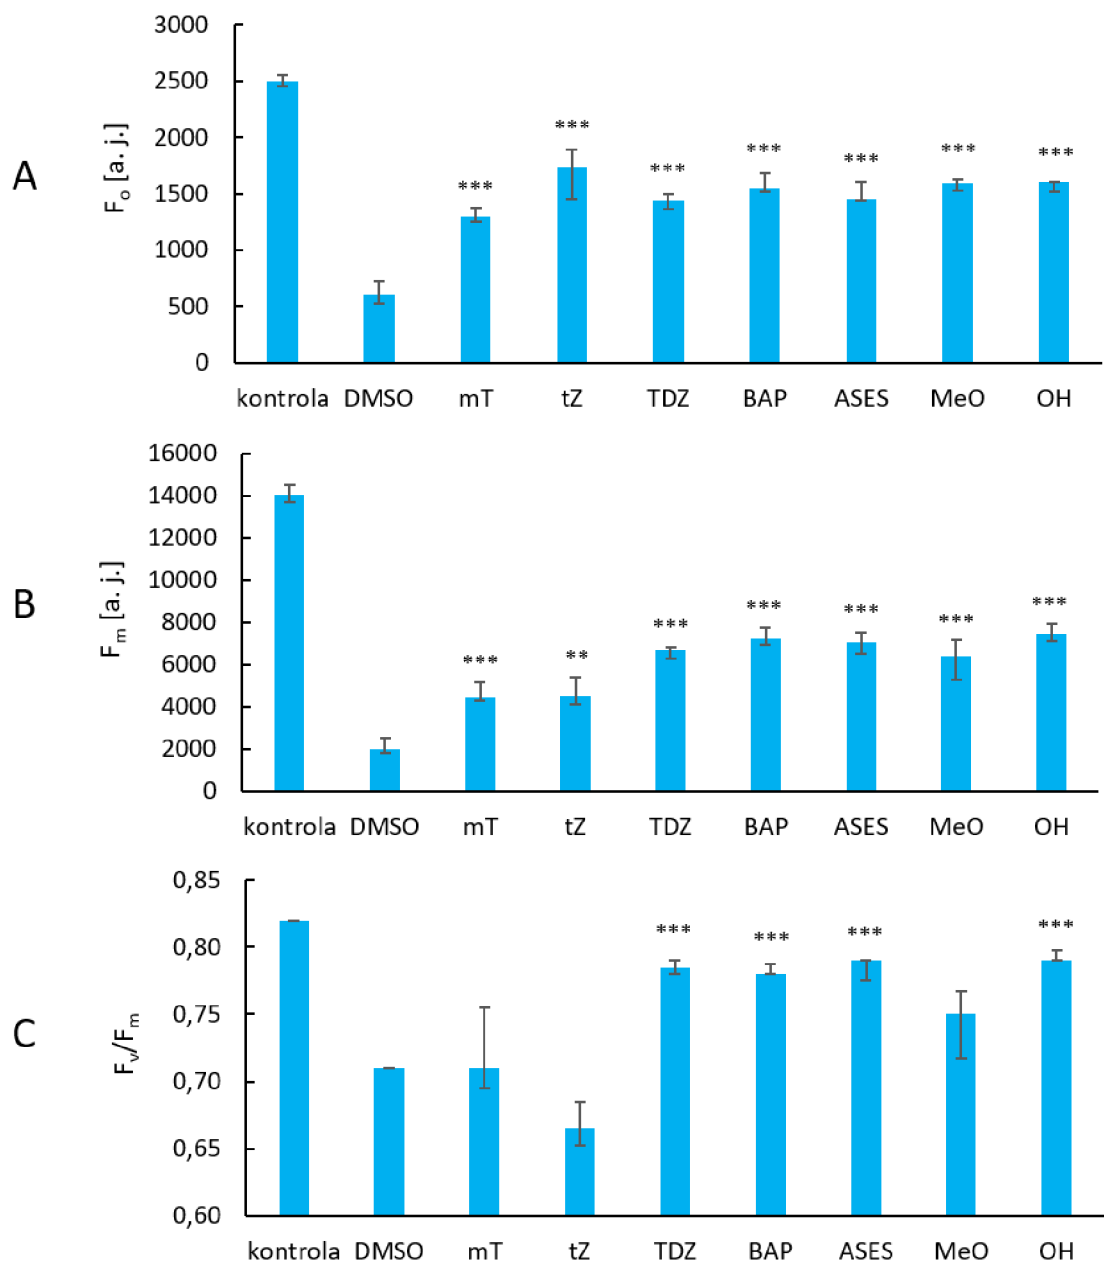 A
F₀ [a. j.]
3000
2500
2000
1500
1000
500
0
*** *** *** *** *** *** ***
kontrola DMSO mT tZ TDZ BAP ASES MeO OH
B
Fₘ [a. j.]
16000
14000
12000
10000
8000
6000
4000
2000
0
*** ** *** *** *** *** ***
kontrola DMSO mT tZ TDZ BAP ASES MeO OH
C
Fᵥ/Fₘ
0,85
0,80
0,75
0,70
0,65
0,60
*** *** *** ***
kontrola DMSO mT tZ TDZ BAP ASES MeO OH